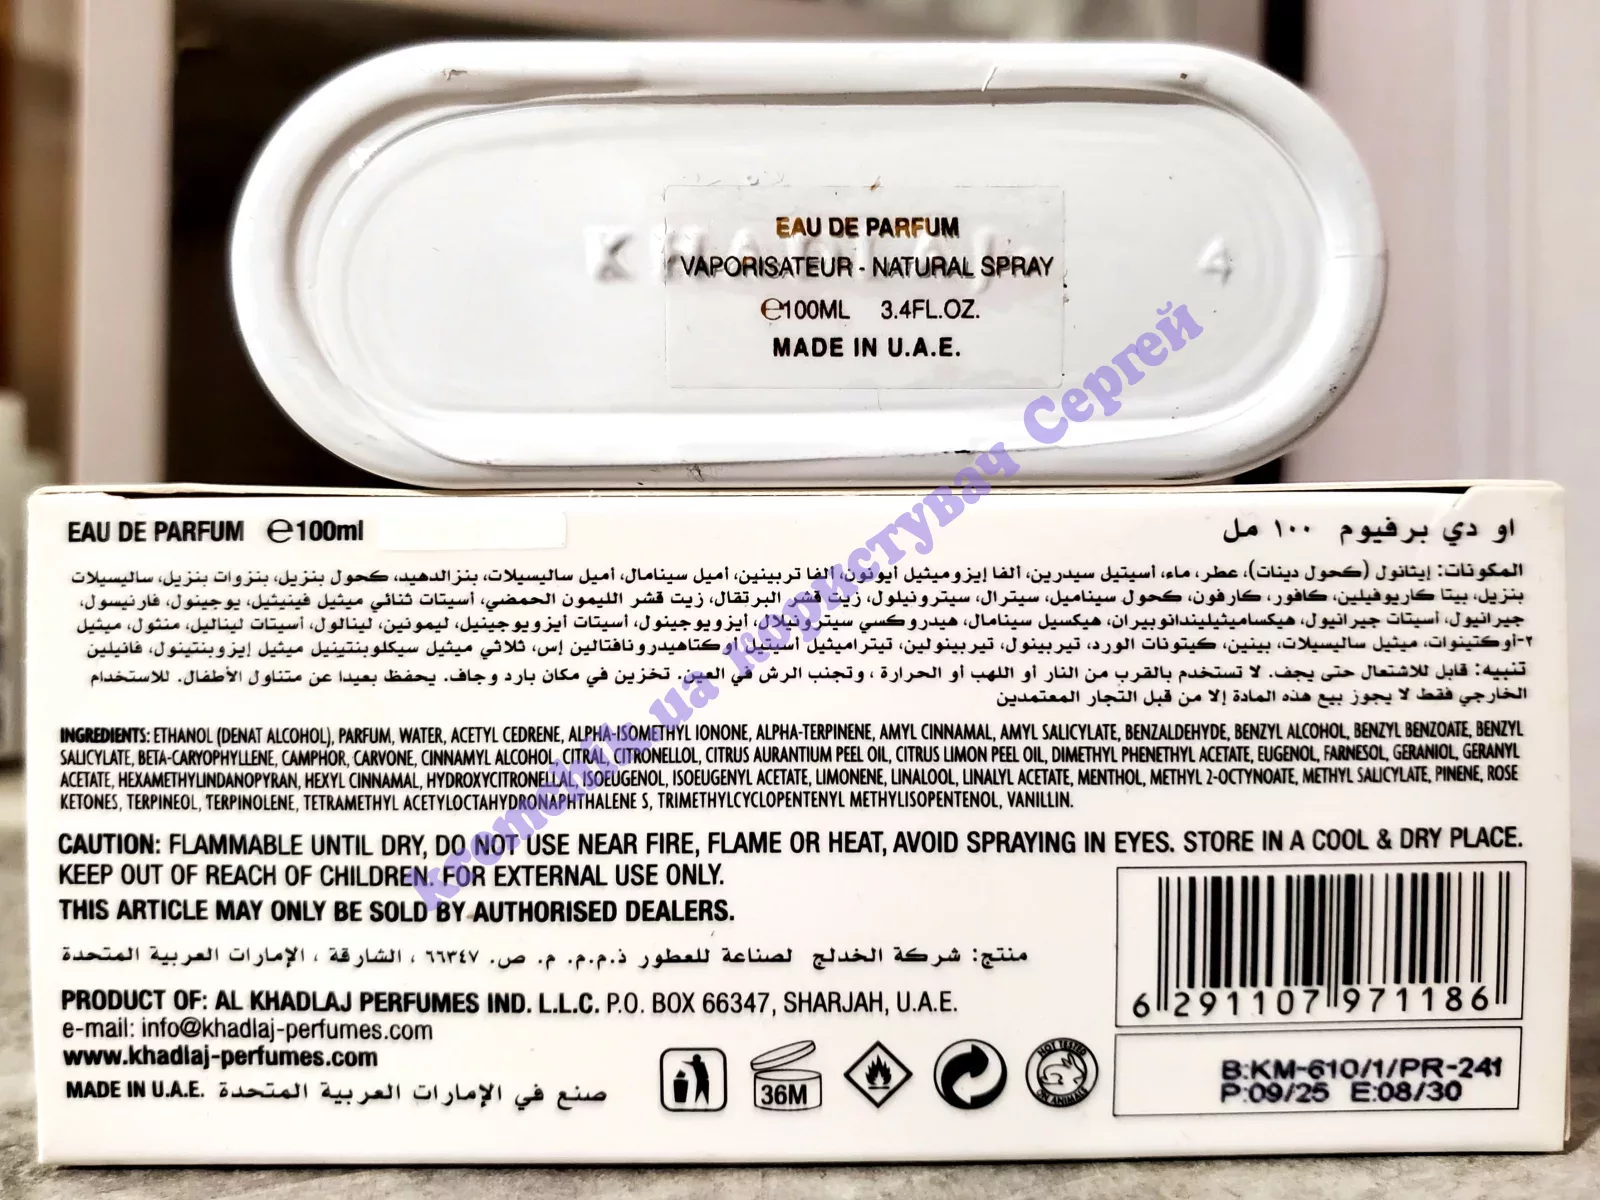 KHADLAJ 4
EAU DE PARFUM
VAPORISATEUR - NATURAL SPRAY
℮100ML 3.4FL.OZ.
MADE IN U.A.E.
kremchik.ua користувач Сергей
EAU DE PARFUM ℮100ml
او دي برفيوم ١٠٠ مل
المكونات: إيثانول (كحول دينات)، عطر، ماء، أسيتيل سيدرين، ألفا إيزوميثيل أيونون، ألفا تربينين، أميل سينامال، أميل ساليسيلات، بنزالدهيد، كحول بنزيل، بنزوات بنزيل، ساليسيلات
بنزيل، بيتا كاريوفيلين، كافور، كارفون، كحول سيناميل، سيترال، سيترونيلول، زيت قشر البرتقال، زيت قشر الليمون الحمضي، أسيتات ثنائي ميثيل فينيثيل، يوجينول، فارنيسول،
جيرانيول، أسيتات جيرانيول، هيكساميثيلينداتوبيران، هيكسيل سينامال، هيدروكسي سيترونيلال، أيزويوجينول، أسيتات أيزويوجينيل، ليمونين، لينالول، أسيتات ليناليل، منثول، ميثيل
٢-أوكتينوات، ميثيل ساليسيلات، بينين، كيتونات الورد، تيربينول، تيربينولين، تيتراميثيل أسيتيل أوكتاهيدرونافتالين إس، ثلاثي ميثيل سيكلوبنتينيل ميثيل إيزوبنتينول، فانيلين
تنبيه: قابل للاشتعال حتى يجف. لا تستخدم بالقرب من النار أو اللهب أو الحرارة ، وتجنب الرش في العين. تخزين في مكان بارد وجاف. يحفظ بعيدا عن متناول الأطفال. للاستخدام
الخارجي فقط لا يجوز بيع هذه المادة إلا من قبل التجار المعتمدين
INGREDIENTS: ETHANOL (DENAT ALCOHOL), PARFUM, WATER, ACETYL CEDRENE, ALPHA-ISOMETHYL IONONE, ALPHA-TERPINENE, AMYL CINNAMAL, AMYL SALICYLATE, BENZALDEHYDE, BENZYL ALCOHOL, BENZYL BENZOATE, BENZYL
SALICYLATE, BETA-CARYOPHYLLENE, CAMPHOR, CARVONE, CINNAMYL ALCOHOL, CITRAL, CITRONELLOL, CITRUS AURANTIUM PEEL OIL, CITRUS LIMON PEEL OIL, DIMETHYL PHENETHYL ACETATE, EUGENOL, FARNESOL, GERANIOL, GERANYL
ACETATE, HEXAMETHYLINDANOPYRAN, HEXYL CINNAMAL, HYDROXYCITRONELLAL, ISOEUGENOL, ISOEUGENYL ACETATE, LIMONENE, LINALOOL, LINALYL ACETATE, MENTHOL, METHYL 2-OCTYNOATE, METHYL SALICYLATE, PINENE, ROSE
KETONES, TERPINEOL, TERPINOLENE, TETRAMETHYL ACETYLOCTAHYDRONAPHTHALENE S, TRIMETHYLCYCLOPENTENYL METHYLISOPENTENOL, VANILLIN.
CAUTION: FLAMMABLE UNTIL DRY, DO NOT USE NEAR FIRE, FLAME OR HEAT, AVOID SPRAYING IN EYES. STORE IN A COOL & DRY PLACE.
KEEP OUT OF REACH OF CHILDREN. FOR EXTERNAL USE ONLY.
THIS ARTICLE MAY ONLY BE SOLD BY AUTHORISED DEALERS.
منتج: شركة الخدلج لصناعة للعطور ذ.م.م. م. ص. ٦٦٣٤٧ ، الشارقة ، الإمارات العربية المتحدة
PRODUCT OF: AL KHADLAJ PERFUMES IND. L.L.C. P.O. BOX 66347, SHARJAH, U.A.E.
e-mail: info@khadlaj-perfumes.com
www.khadlaj-perfumes.com
MADE IN U.A.E. صنع في الإمارات العربية المتحدة
36M
NOT TESTED ON ANIMALS
6 291107 971186
B:KM-610/1/PR-241
P:09/25 E:08/30